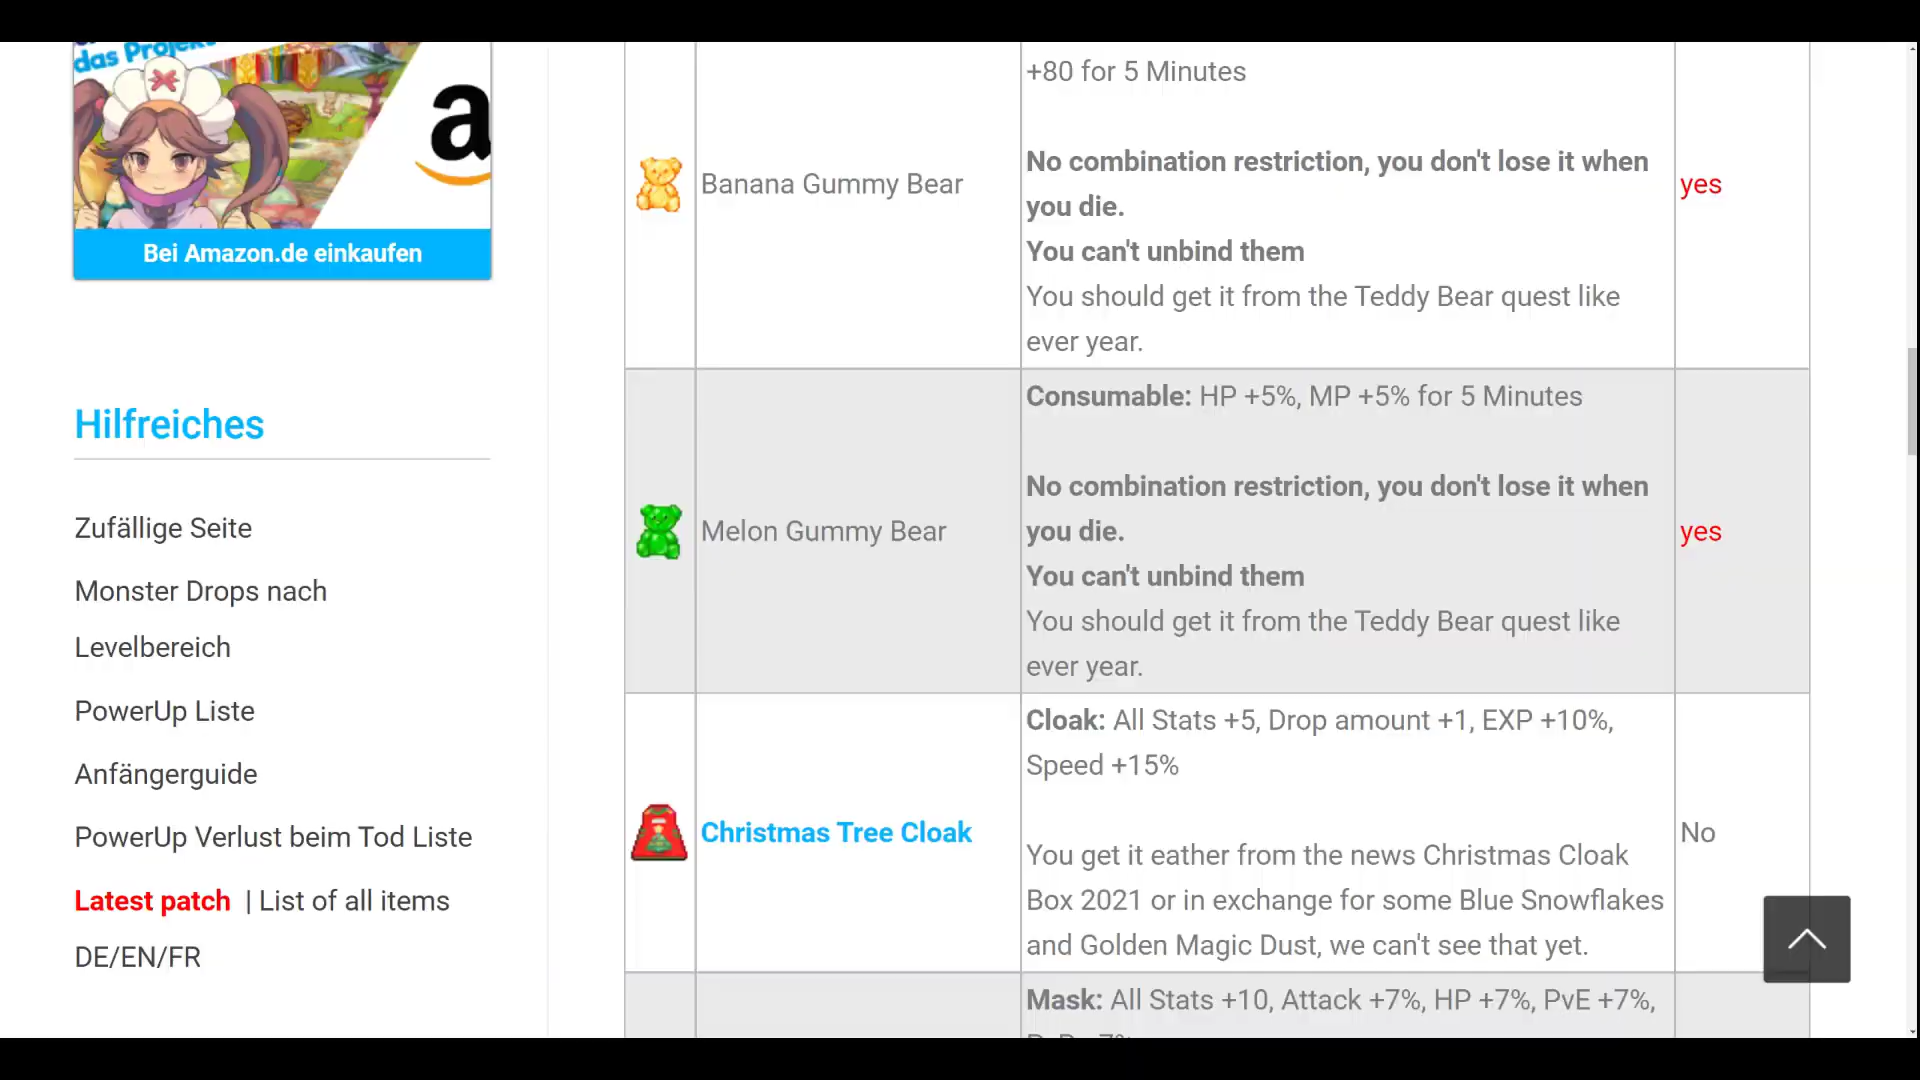 das Projekt
a
Bei Amazon.de einkaufen
Hilfreiches
Zufällige Seite
Monster Drops nach
Levelbereich
PowerUp Liste
Anfängerguide
PowerUp Verlust beim Tod Liste
Latest patch | List of all items
DE/EN/FR
+80 for 5 Minutes
Banana Gummy Bear
No combination restriction, you don't lose it when
you die.
You can't unbind them
You should get it from the Teddy Bear quest like
ever year.
yes
Melon Gummy Bear
Consumable: HP +5%, MP +5% for 5 Minutes
No combination restriction, you don't lose it when
you die.
You can't unbind them
You should get it from the Teddy Bear quest like
ever year.
yes
Christmas Tree Cloak
Cloak: All Stats +5, Drop amount +1, EXP +10%,
Speed +15%
You get it eather from the news Christmas Cloak
Box 2021 or in exchange for some Blue Snowflakes
and Golden Magic Dust, we can't see that yet.
No
Mask: All Stats +10, Attack +7%, HP +7%, PvE +7%,